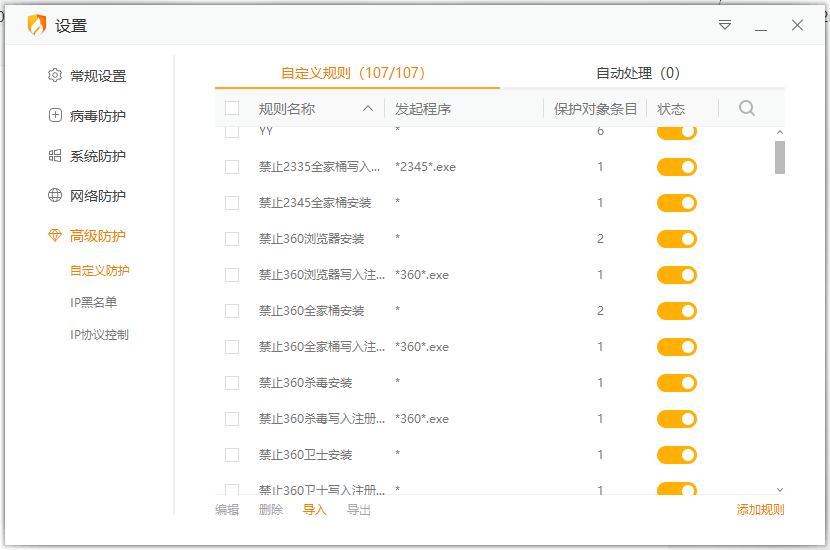 设置
常规设置
病毒防护
系统防护
网络防护
高级防护
自定义防护
IP黑名单
IP协议控制
自定义规则（107/107） 自动处理（0）
规则名称 发起程序 保护对象条目 状态
YY * 6
禁止2335全家桶写入... *2345*.exe 1
禁止2345全家桶安装 * 1
禁止360浏览器安装 * 2
禁止360浏览器写入注... *360*.exe 1
禁止360全家桶安装 * 2
禁止360全家桶写入注... *360*.exe 1
禁止360杀毒安装 * 1
禁止360杀毒写入注册... *360*.exe 1
禁止360卫士安装 * 1
禁止360卫士写入注册... * 1
编辑 删除 导入 导出 添加规则